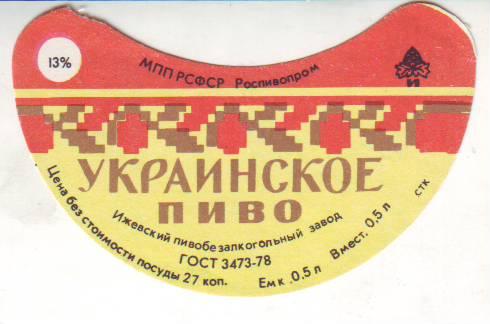 13%
МПП РСФСР Роспивопром
И
УКРАИНСКОЕ
ПИВО
Ижевский пивобезалкогольный завод
ГОСТ 3473-78
Цена без стоимости посуды 27 коп.
Емк. 0,5 л Вмест. 0,5 л
СТК